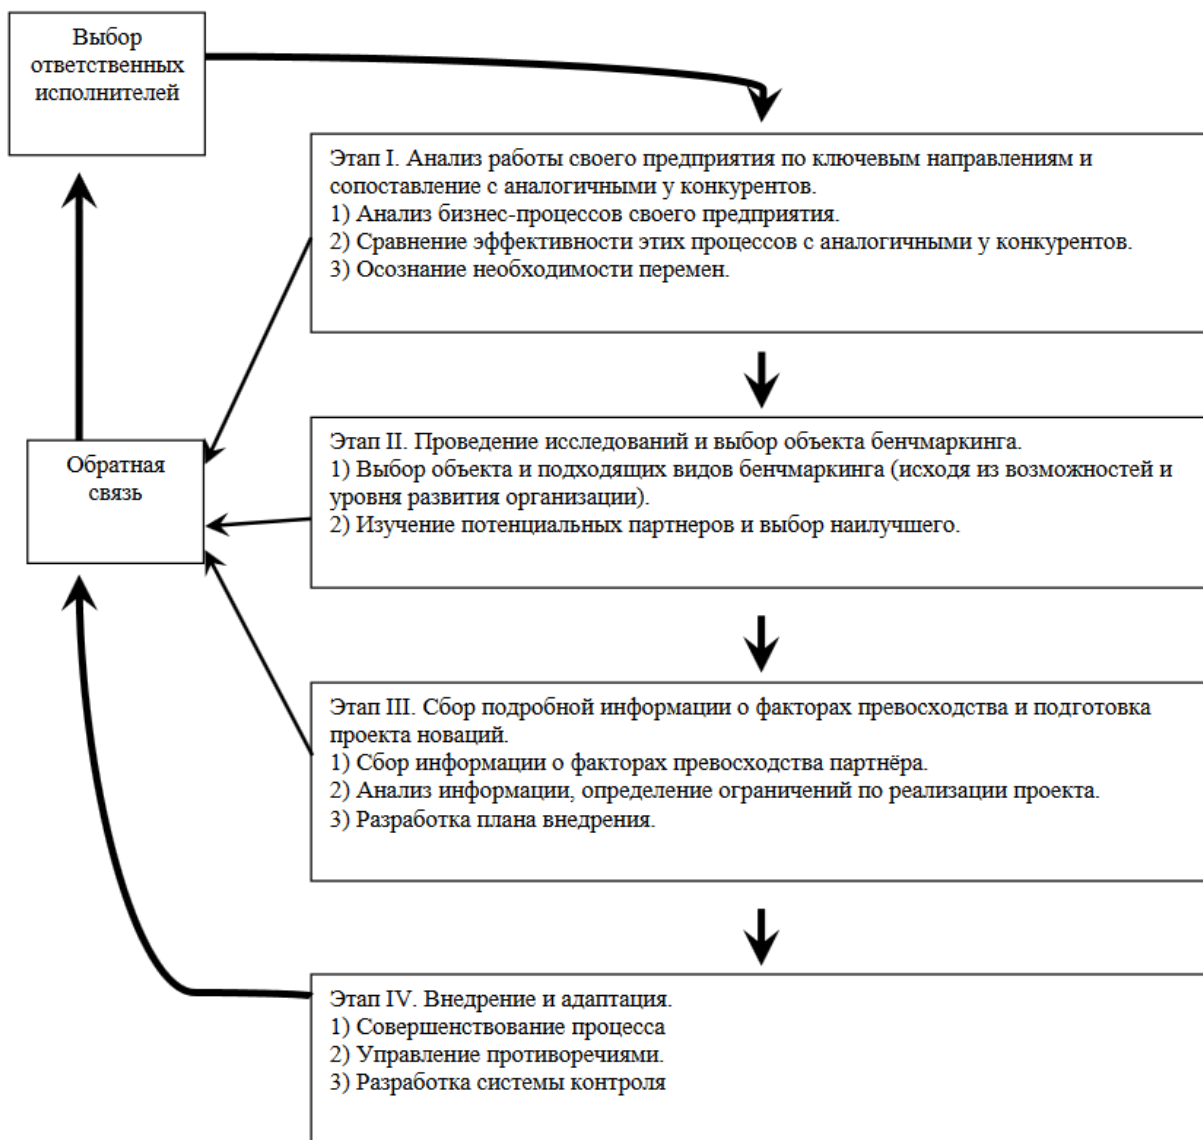 Выбор
ответственных
исполнителей
Этап I. Анализ работы своего предприятия по ключевым направлениям и
сопоставление с аналогичными у конкурентов.
1) Анализ бизнес-процессов своего предприятия.
2) Сравнение эффективности этих процессов с аналогичными у конкурентов.
3) Осознание необходимости перемен.
Обратная
связь
Этап II. Проведение исследований и выбор объекта бенчмаркинга.
1) Выбор объекта и подходящих видов бенчмаркинга (исходя из возможностей и
уровня развития организации).
2) Изучение потенциальных партнеров и выбор наилучшего.
Этап III. Сбор подробной информации о факторах превосходства и подготовка
проекта новаций.
1) Сбор информации о факторах превосходства партнёра.
2) Анализ информации, определение ограничений по реализации проекта.
3) Разработка плана внедрения.
Этап IV. Внедрение и адаптация.
1) Совершенствование процесса
2) Управление противоречиями.
3) Разработка системы контроля